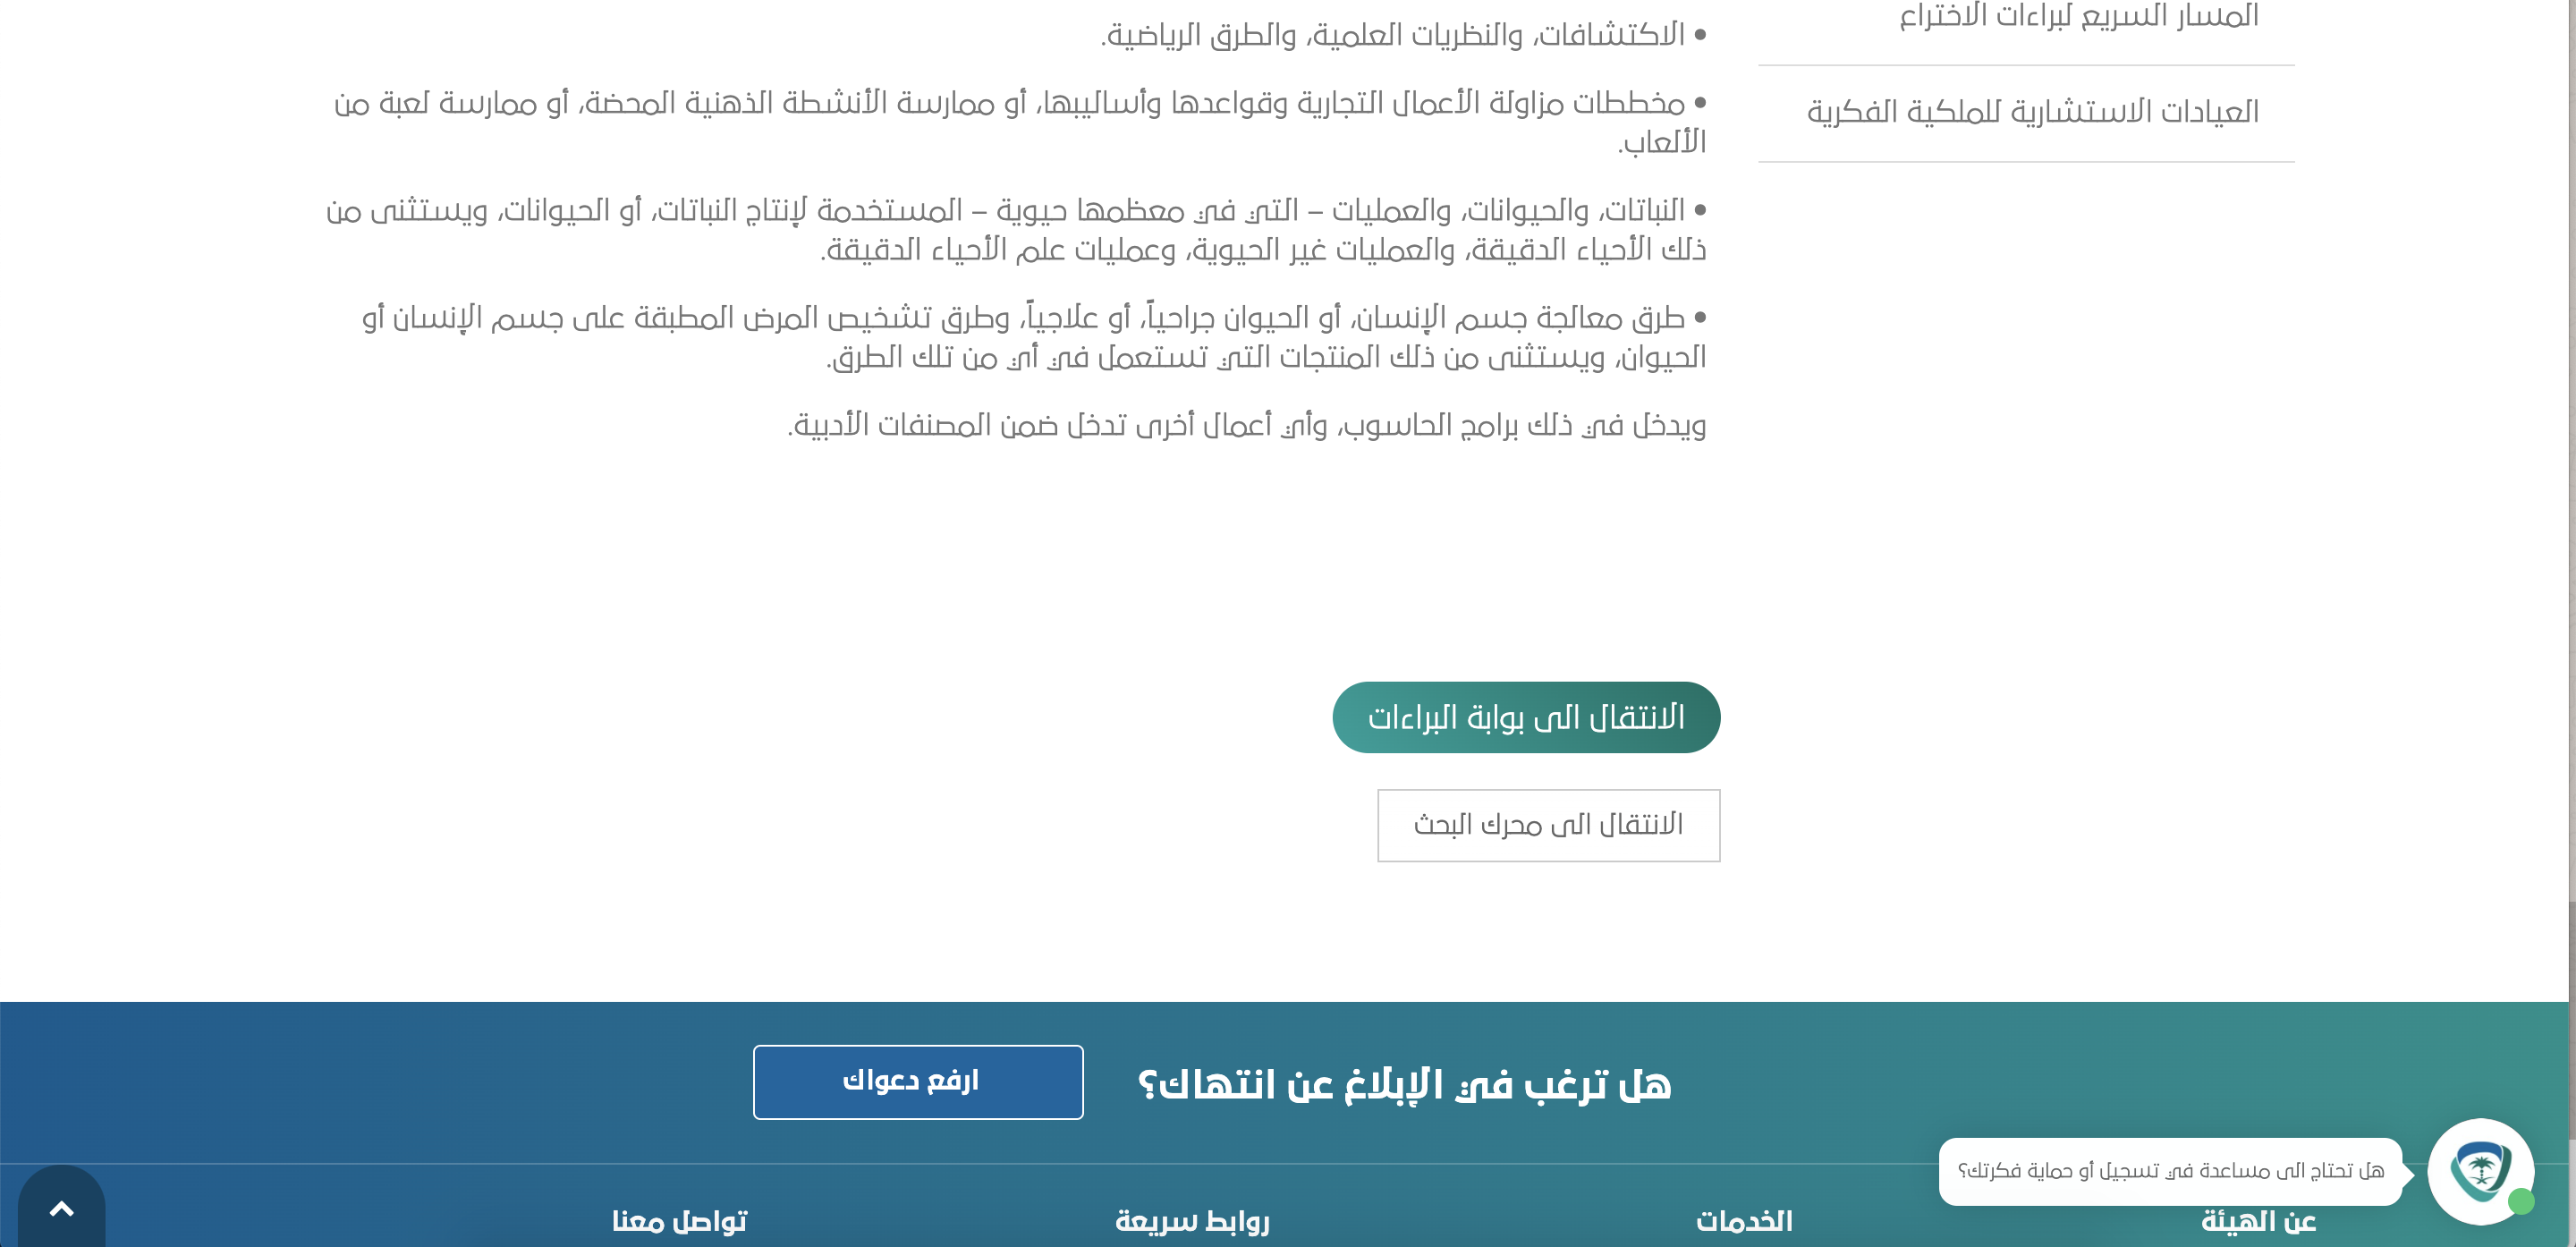 المسار السريع لبراءات الاختراع
العيادات الاستشارية للملكية الفكرية
• الاكتشافات، والنظريات العلمية، والطرق الرياضية.
• مخططات مزاولة الأعمال التجارية وقواعدها وأساليبها، أو ممارسة الأنشطة الذهنية المحضة، أو ممارسة لعبة من
الألعاب.
• النباتات، والحيوانات، والعمليات – التي في معظمها حيوية – المستخدمة لإنتاج النباتات، أو الحيوانات، ويستثنى من
ذلك الأحياء الدقيقة، والعمليات غير الحيوية، وعمليات علم الأحياء الدقيقة.
• طرق معالجة جسم الإنسان، أو الحيوان جراحياً، أو علاجياً، وطرق تشخيص المرض المطبقة على جسم الإنسان أو
الحيوان، ويستثنى من ذلك المنتجات التي تستعمل في أي من تلك الطرق.
ويدخل في ذلك برامج الحاسوب، وأي أعمال أخرى تدخل ضمن المصنفات الأدبية.
الانتقال الى بوابة البراءات
الانتقال الى محرك البحث
هل ترغب في الإبلاغ عن انتهاك؟
ارفع دعواك
هل تحتاج الى مساعدة في تسجيل أو حماية فكرتك؟
عن الهيئة
الخدمات
روابط سريعة
تواصل معنا